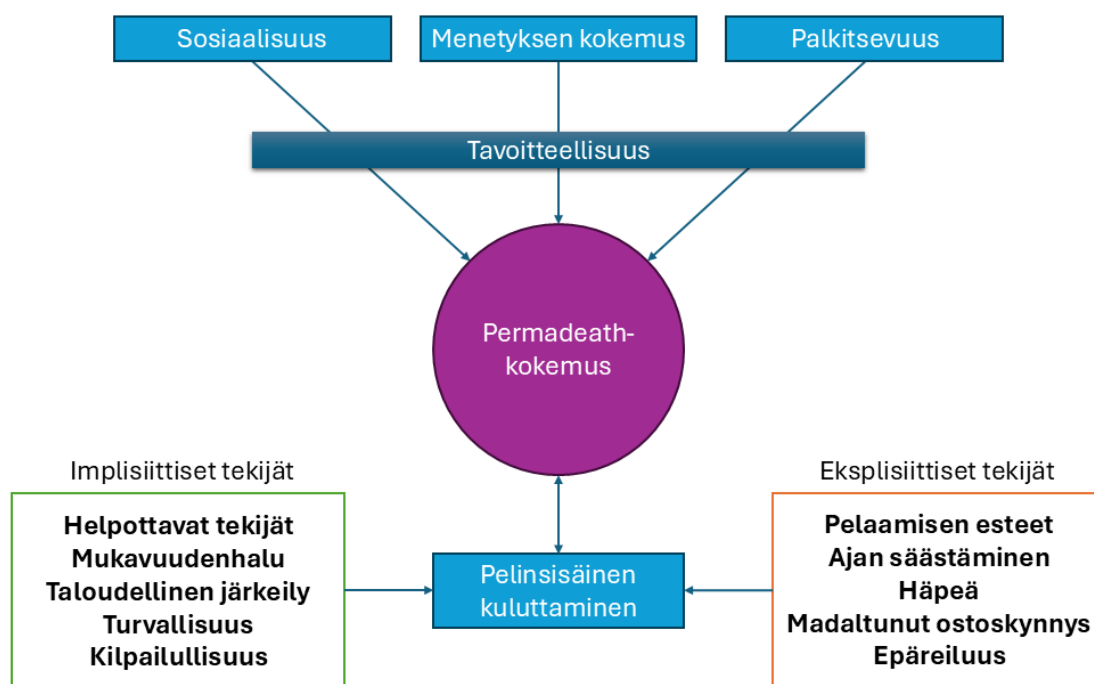 Sosiaalisuus
Menetyksen kokemus
Palkitsevuus
Tavoitteellisuus
Permadeath-
kokemus
Implisiittiset tekijät
Helpottavat tekijät
Mukavuudenhalu
Taloudellinen järkeily
Turvallisuus
Kilpailullisuus
Pelinsisäinen
kuluttaminen
Eksplisiittiset tekijät
Pelaamisen esteet
Ajan säästäminen
Häpeä
Madaltunut ostoskynnys
Epäreiluus